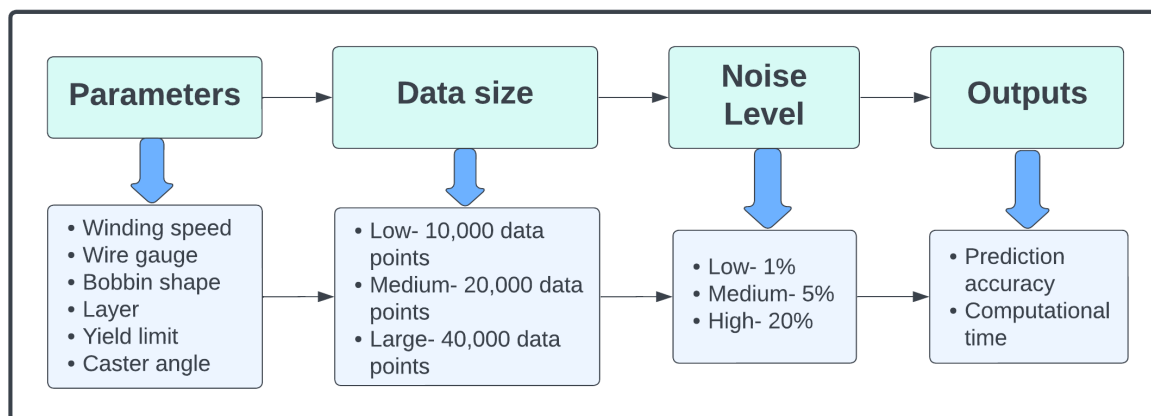 Parameters
Data size
Noise
Level
Outputs
• Winding speed
• Wire gauge
• Bobbin shape
• Layer
• Yield limit
• Caster angle
• Low- 10,000 data
points
• Medium- 20,000 data
points
• Large- 40,000 data
points
• Low- 1%
• Medium- 5%
• High- 20%
• Prediction
accuracy
• Computational
time